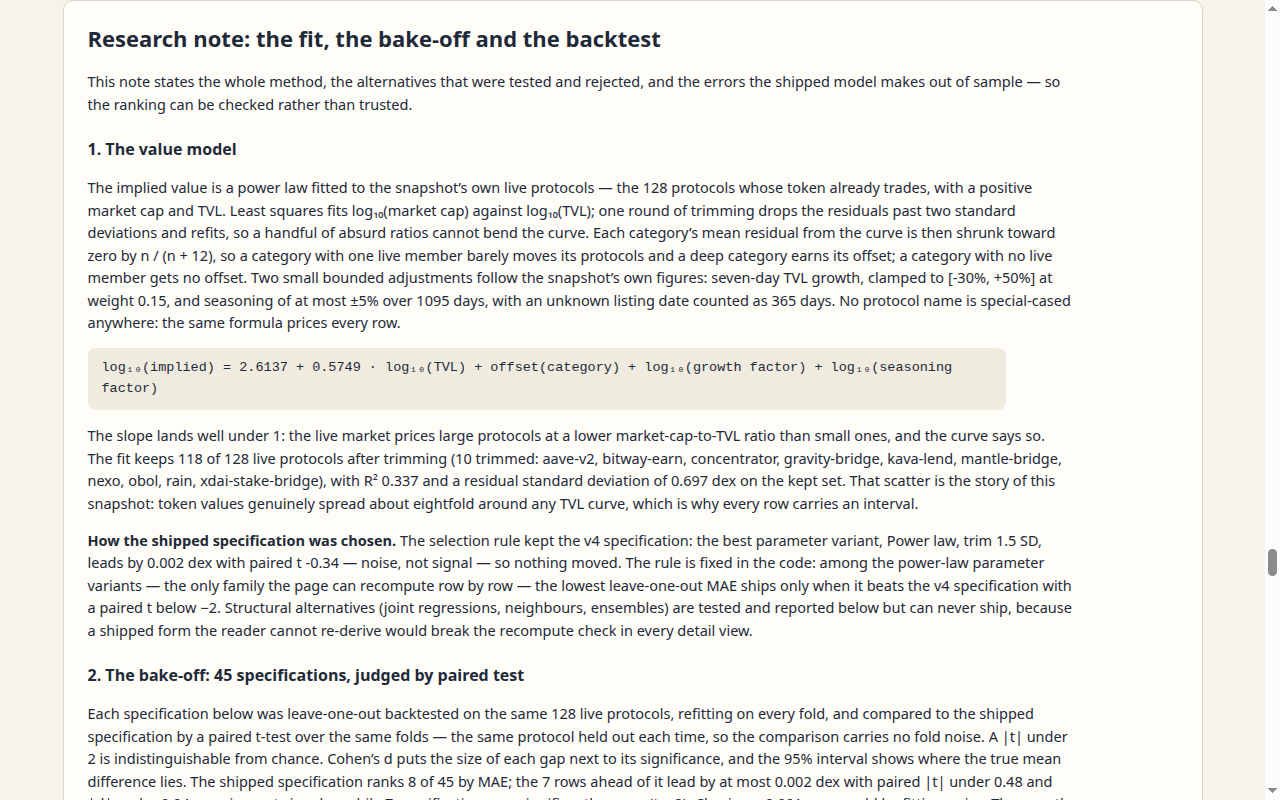 Research note: the fit, the bake-off and the backtest
This note states the whole method, the alternatives that were tested and rejected, and the errors the shipped model makes out of sample — so
the ranking can be checked rather than trusted.
1. The value model
The implied value is a power law fitted to the snapshot’s own live protocols — the 128 protocols whose token already trades, with a positive
market cap and TVL. Least squares fits log₁₀(market cap) against log₁₀(TVL); one round of trimming drops the residuals past two standard
deviations and refits, so a handful of absurd ratios cannot bend the curve. Each category’s mean residual from the curve is then shrunk toward
zero by n / (n + 12), so a category with one live member barely moves its protocols and a deep category earns its offset; a category with no live
member gets no offset. Two small bounded adjustments follow the snapshot’s own figures: seven-day TVL growth, clamped to [-30%, +50%] at
weight 0.15, and seasoning of at most ±5% over 1095 days, with an unknown listing date counted as 365 days. No protocol name is special-cased
anywhere: the same formula prices every row.
log₁₀(implied) = 2.6137 + 0.5749 · log₁₀(TVL) + offset(category) + log₁₀(growth factor) + log₁₀(seasoning
factor)
The slope lands well under 1: the live market prices large protocols at a lower market-cap-to-TVL ratio than small ones, and the curve says so.
The fit keeps 118 of 128 live protocols after trimming (10 trimmed: aave-v2, bitway-earn, concentrator, gravity-bridge, kava-lend, mantle-bridge,
nexo, obol, rain, xdai-stake-bridge), with R² 0.337 and a residual standard deviation of 0.697 dex on the kept set. That scatter is the story of this
snapshot: token values genuinely spread about eightfold around any TVL curve, which is why every row carries an interval.
How the shipped specification was chosen. The selection rule kept the v4 specification: the best parameter variant, Power law, trim 1.5 SD,
leads by 0.002 dex with paired t -0.34 — noise, not signal — so nothing moved. The rule is fixed in the code: among the power-law parameter
variants — the only family the page can recompute row by row — the lowest leave-one-out MAE ships only when it beats the v4 specification with
a paired t below −2. Structural alternatives (joint regressions, neighbours, ensembles) are tested and reported below but can never ship, because
a shipped form the reader cannot re-derive would break the recompute check in every detail view.
2. The bake-off: 45 specifications, judged by paired test
Each specification below was leave-one-out backtested on the same 128 live protocols, refitting on every fold, and compared to the shipped
specification by a paired t-test over the same folds — the same protocol held out each time, so the comparison carries no fold noise. A |t| under
2 is indistinguishable from chance. Cohen’s d puts the size of each gap next to its significance, and the 95% interval shows where the true mean
difference lies. The shipped specification ranks 8 of 45 by MAE; the 7 rows ahead of it lead by at most 0.002 dex with paired |t| under 0.48 and